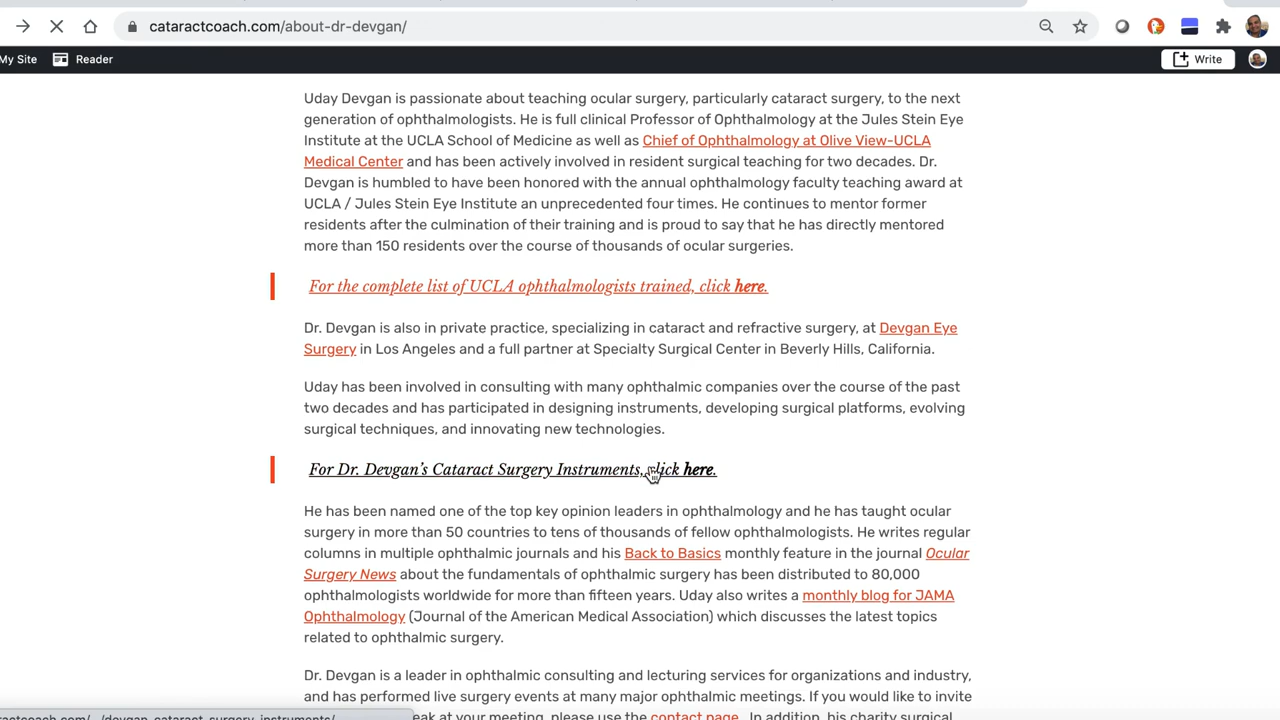 cataractcoach.com/about-dr-devgan/
My Site Reader Write
Uday Devgan is passionate about teaching ocular surgery, particularly cataract surgery, to the next
generation of ophthalmologists. He is full clinical Professor of Ophthalmology at the Jules Stein Eye
Institute at the UCLA School of Medicine as well as Chief of Ophthalmology at Olive View-UCLA
Medical Center and has been actively involved in resident surgical teaching for two decades. Dr.
Devgan is humbled to have been honored with the annual ophthalmology faculty teaching award at
UCLA / Jules Stein Eye Institute an unprecedented four times. He continues to mentor former
residents after the culmination of their training and is proud to say that he has directly mentored
more than 150 residents over the course of thousands of ocular surgeries.
For the complete list of UCLA ophthalmologists trained, click here.
Dr. Devgan is also in private practice, specializing in cataract and refractive surgery, at Devgan Eye
Surgery in Los Angeles and a full partner at Specialty Surgical Center in Beverly Hills, California.
Uday has been involved in consulting with many ophthalmic companies over the course of the past
two decades and has participated in designing instruments, developing surgical platforms, evolving
surgical techniques, and innovating new technologies.
For Dr. Devgan's Cataract Surgery Instruments, click here.
He has been named one of the top key opinion leaders in ophthalmology and he has taught ocular
surgery in more than 50 countries to tens of thousands of fellow ophthalmologists. He writes regular
columns in multiple ophthalmic journals and his Back to Basics monthly feature in the journal Ocular
Surgery News about the fundamentals of ophthalmic surgery has been distributed to 80,000
ophthalmologists worldwide for more than fifteen years. Uday also writes a monthly blog for JAMA
Ophthalmology (Journal of the American Medical Association) which discusses the latest topics
related to ophthalmic surgery.
Dr. Devgan is a leader in ophthalmic consulting and lecturing services for organizations and industry,
and has performed live surgery events at many major ophthalmic meetings. If you would like to invite
eak at your meeting, please use the contact page. In addition, his charity surgical